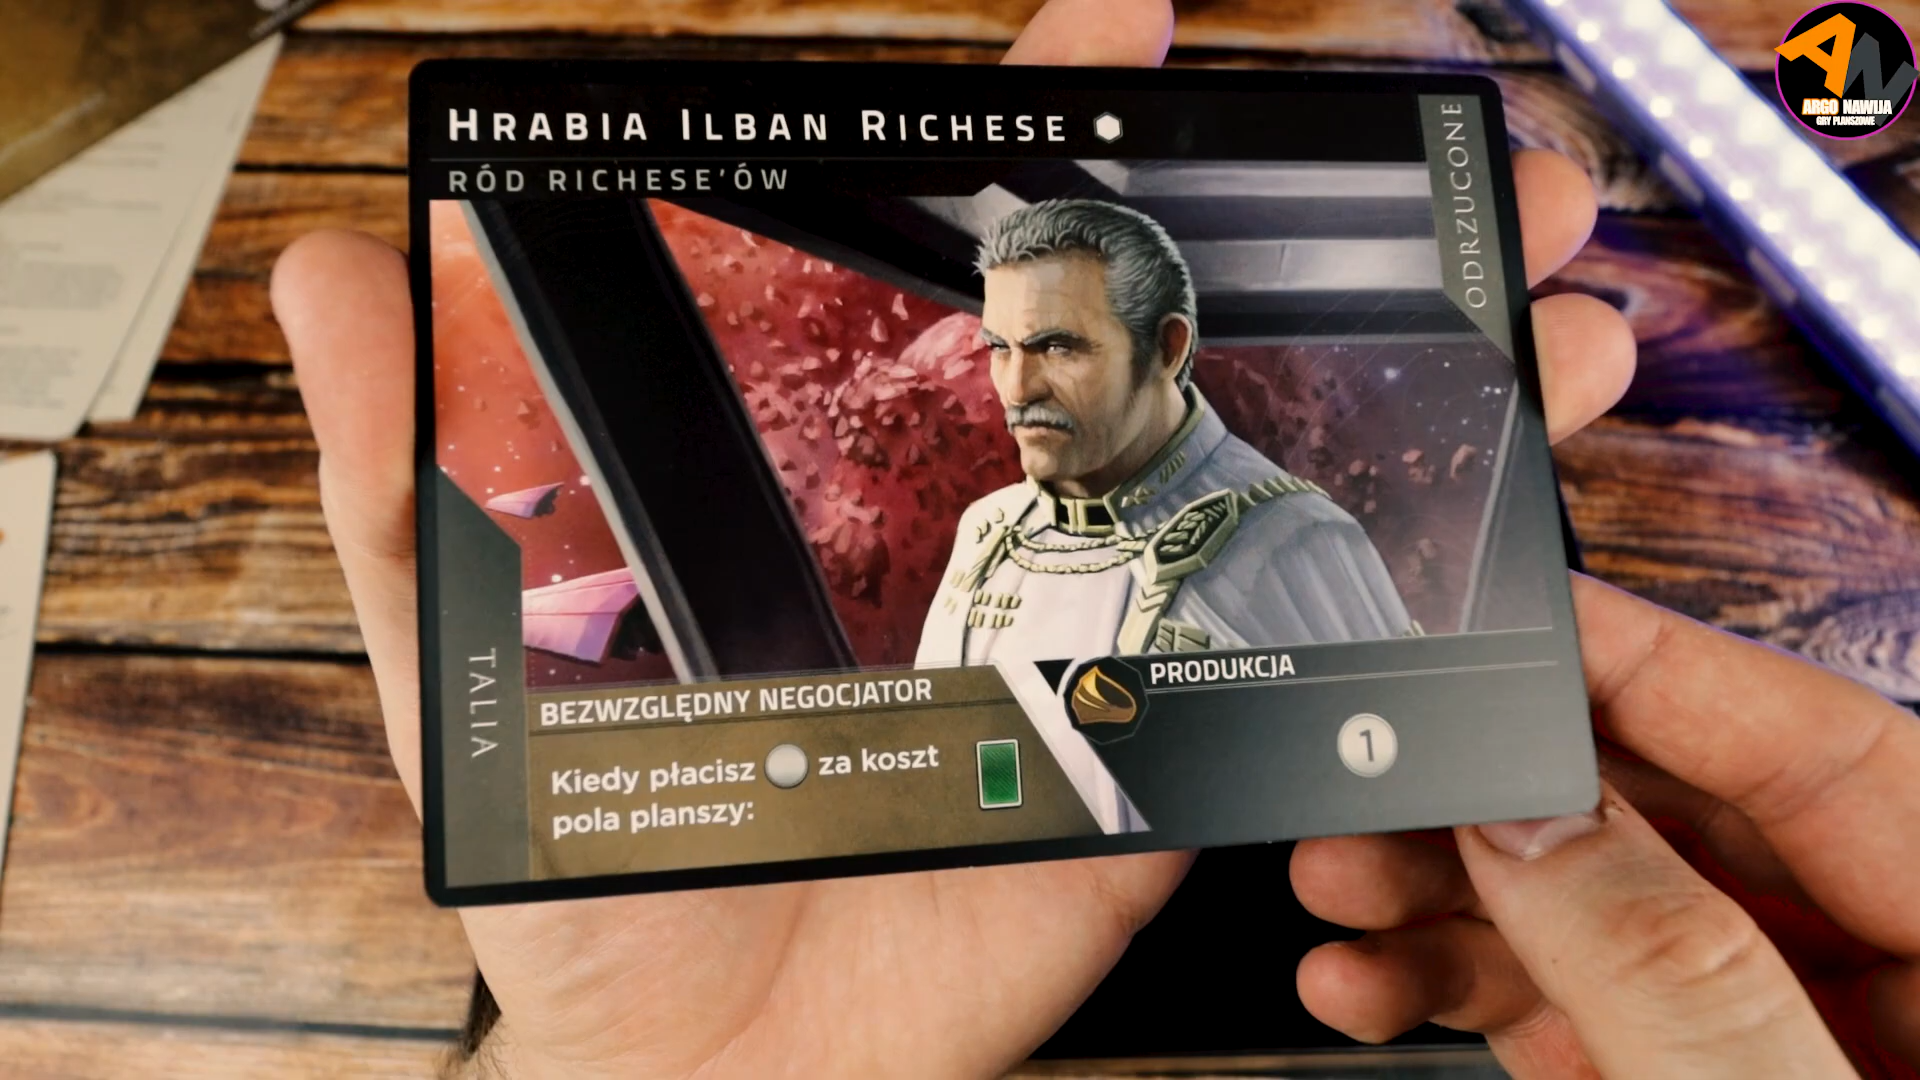 HRABIA ILBAN RICHESE
RÓD RICHESE'ÓW
ODRZUCONE
TALIA
BEZWZGLĘDNY NEGOCJATOR
Kiedy płacisz za koszt
pola planszy:
PRODUKCJA
1
AN
ARGO NAWIJA
GRY PLANSZOWE